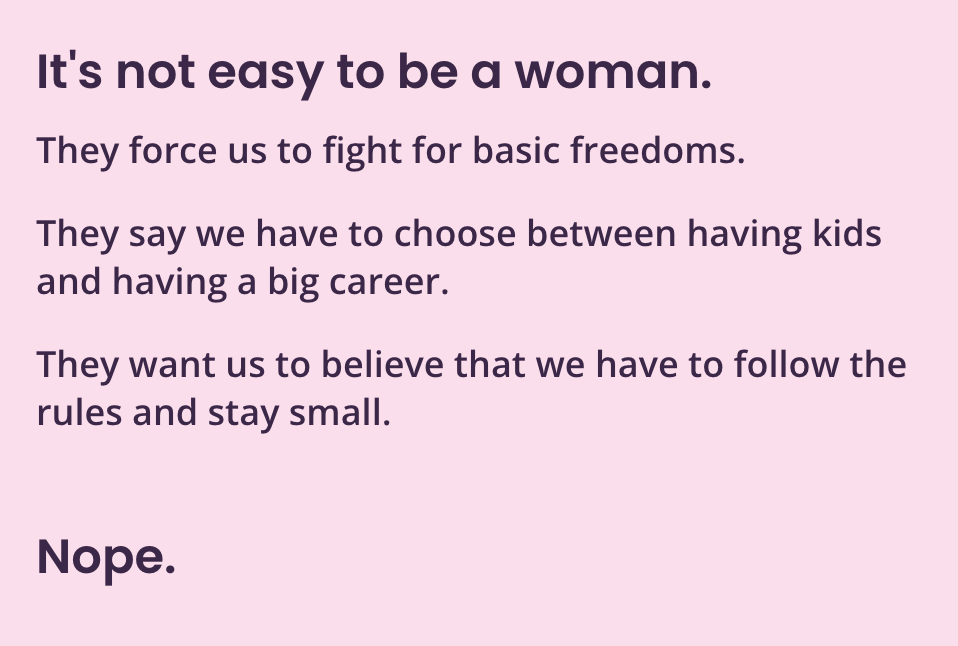 It's not easy to be a woman.
They force us to fight for basic freedoms.
They say we have to choose between having kids
and having a big career.
They want us to believe that we have to follow the
rules and stay small.
Nope.